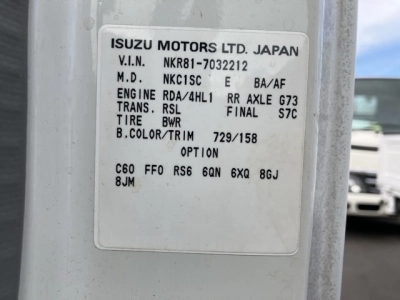 ISUZU MOTORS LTD. JAPAN
V.I.N. NKR81-7032212
M.D. NKC1SC E BA/AF
ENGINE RDA/4HL1 RR AXLE G73
TRANS. RSL FINAL S7C
TIRE BWR
B.COLOR/TRIM 729/158
OPTION
C60 FF0 RS6 6QN 6XQ 8GJ
8JM